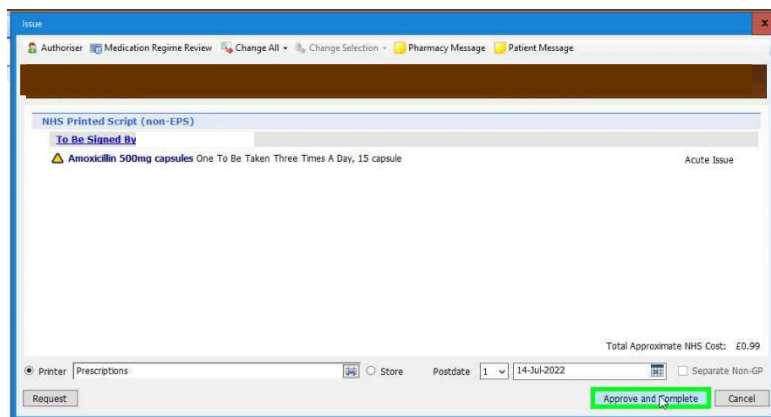 Issue
Authoriser Medication Regime Review Change All Change Selection Pharmacy Message Patient Message
NHS Printed Script (non-EPS)
To Be Signed By
Amoxicillin 500mg capsules One To Be Taken Three Times A Day, 15 capsule Acute Issue
Total Approximate NHS Cost: £0.99
Printer Prescriptions Store Postdate 1 14-Jul-2022 Separate Non-GP
Request Approve and Complete Cancel